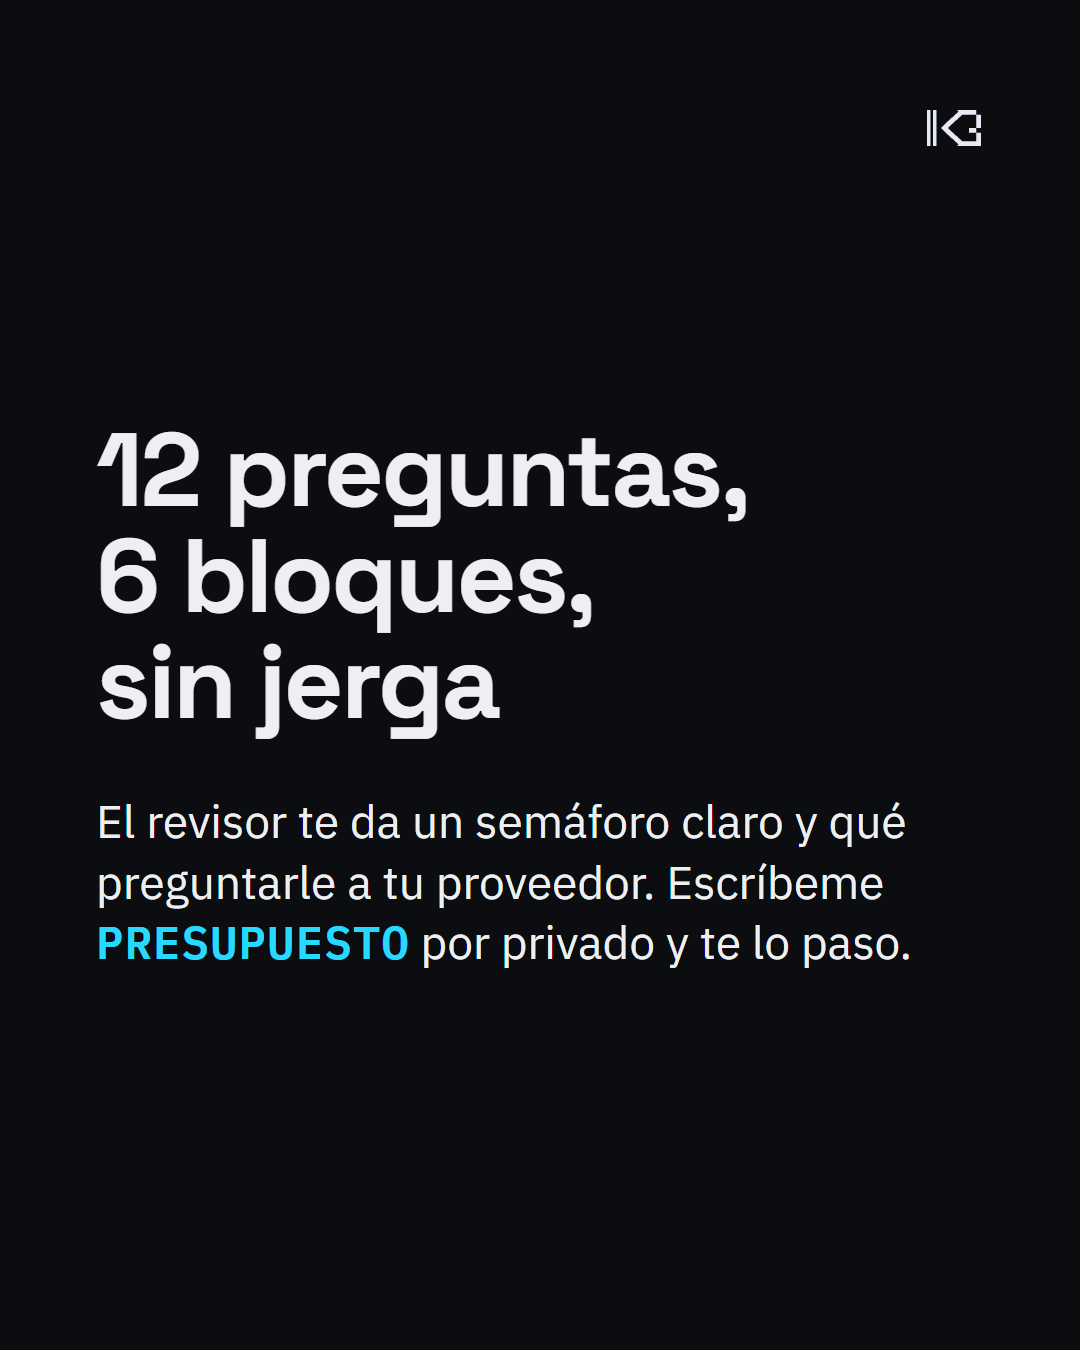 12 preguntas,
6 bloques,
sin jerga
El revisor te da un semáforo claro y qué
preguntarle a tu proveedor. Escríbeme
PRESUPUESTO por privado y te lo paso.